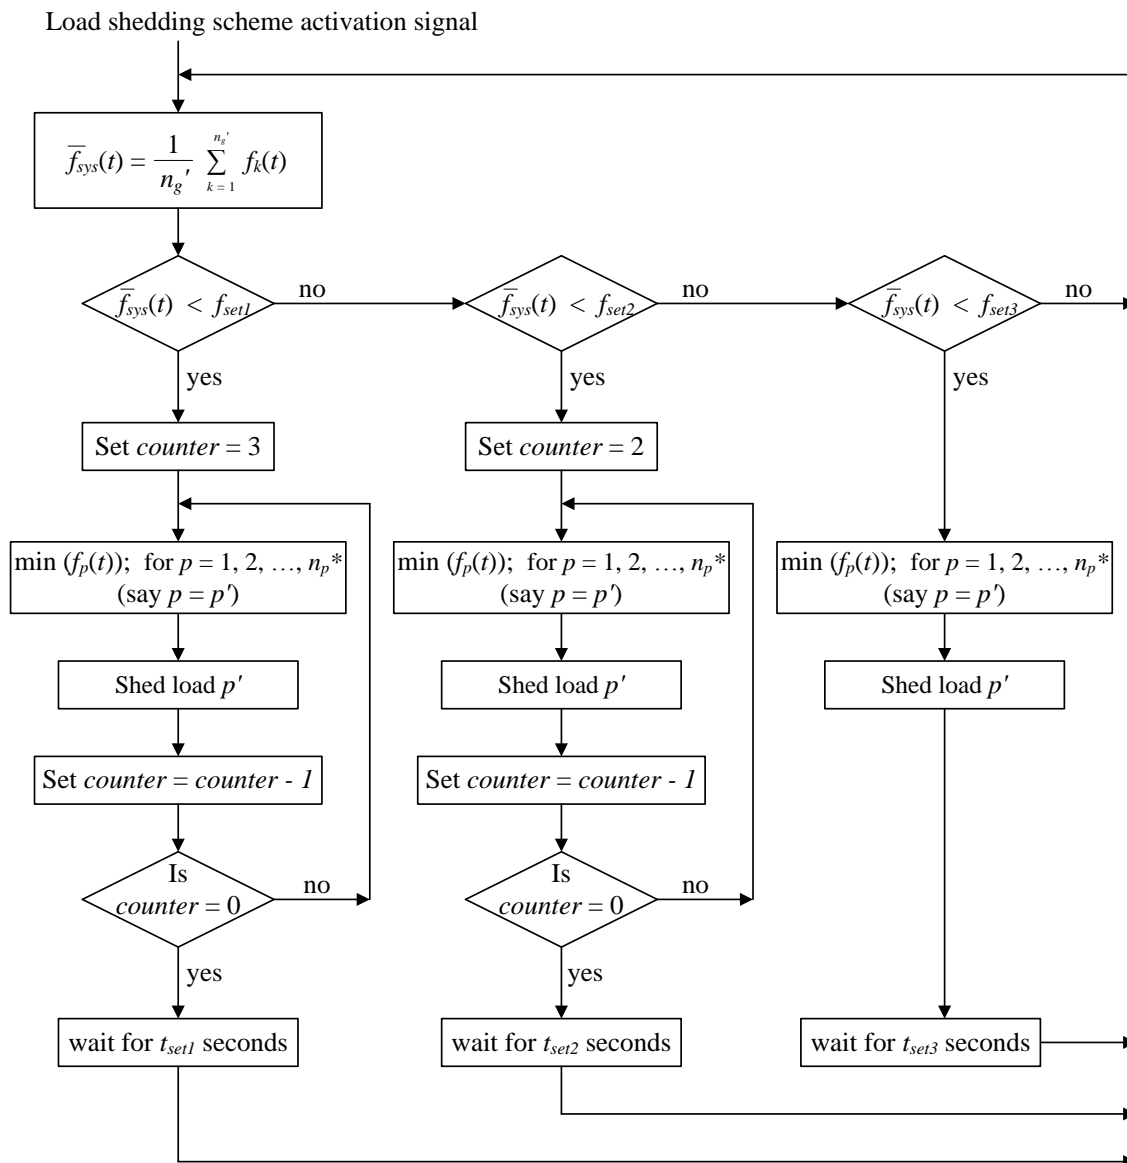 Load shedding scheme activation signal
f̅sys(t) = 1/ng′ ∑k = 1ng′ fk(t)
f̅sys(t) < fset1
no
f̅sys(t) < fset2
no
f̅sys(t) < fset3
no
yes
yes
yes
Set counter = 3
Set counter = 2
min (fp(t)); for p = 1, 2, …, np*
(say p = p′)
min (fp(t)); for p = 1, 2, …, np*
(say p = p′)
min (fp(t)); for p = 1, 2, …, np*
(say p = p′)
Shed load p′
Shed load p′
Shed load p′
Set counter = counter - 1
Set counter = counter - 1
Is
counter = 0
no
Is
counter = 0
no
yes
yes
wait for tset1 seconds
wait for tset2 seconds
wait for tset3 seconds